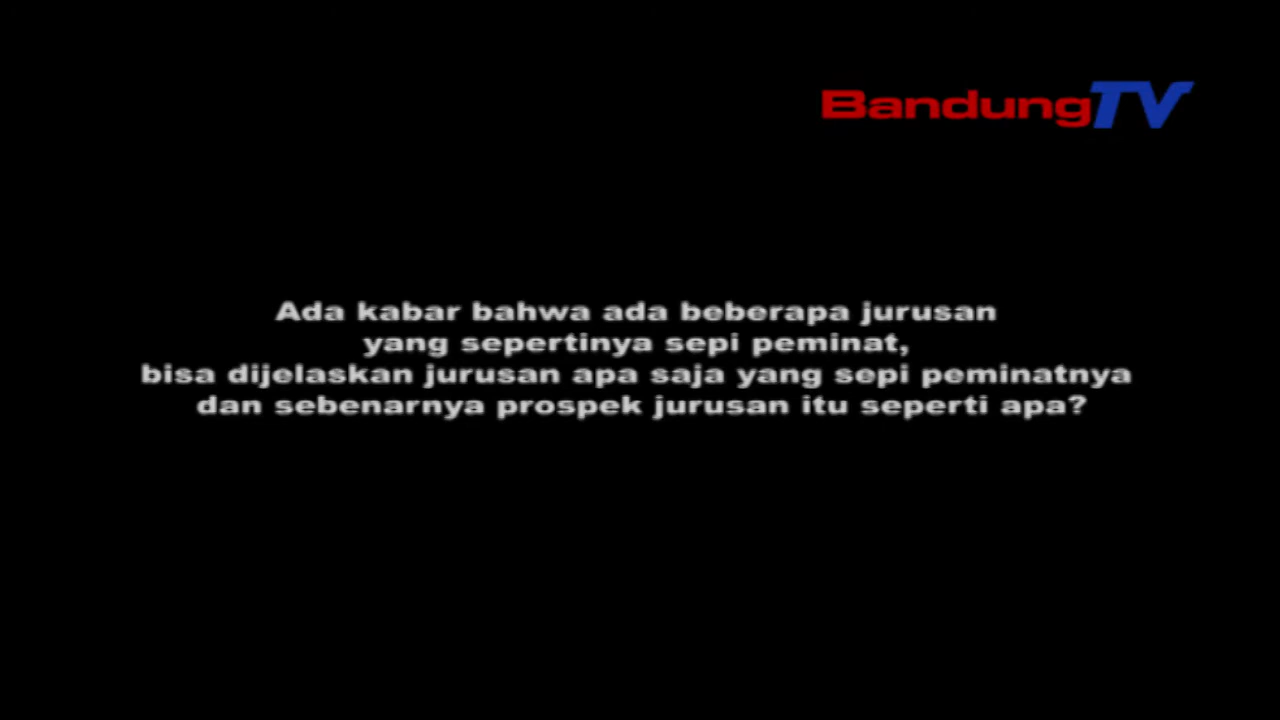 BandungTV
Ada kabar bahwa ada beberapa jurusan
yang sepertinya sepi peminat,
bisa dijelaskan jurusan apa saja yang sepi peminatnya
dan sebenarnya prospek jurusan itu seperti apa?